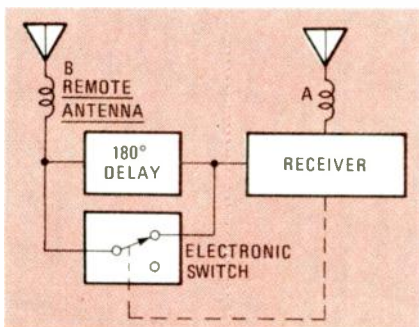 B
REMOTE
ANTENNA
A
180°
DELAY
RECEIVER
ELECTRONIC
SWITCH